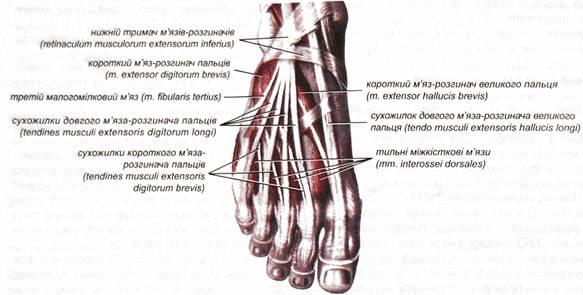 нижній тримач м'язів-розгиначів
(retinaculum musculorum extensorum inferius)
короткий м'яз-розгинач пальців
(m. extensor digitorum brevis)
третій малогомілковий м'яз (m. fibularis tertius)
сухожилки довгого м'яза-розгинача пальців
(tendines musculi extensoris digitorum longi)
сухожилки короткого м'яза-
розгинача пальців
(tendines musculi extensoris
digitorum brevis)
короткий м'яз-розгинач великого пальця
(m. extensor hallucis brevis)
сухожилок довгого м'яза-розгинача великого
пальця (tendo musculi extensoris hallucis longi)
тильні міжкісткові м'язи
(mm. interossei dorsales)